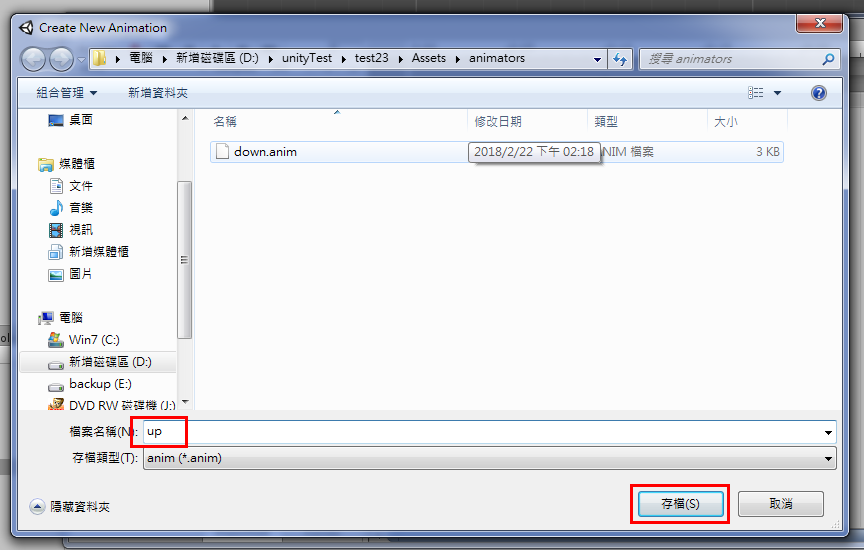 Create New Animation
電腦 新增磁碟區 (D:) unityTest test23 Assets animators
搜尋 animators
組合管理 新增資料夾
桌面
媒體櫃
文件
音樂
視訊
新增媒體櫃
圖片
電腦
Win7 (C:)
新增磁碟區 (D:)
backup (E:)
DVD RW 磁碟機 (J:)
名稱 修改日期 類型 大小
down.anim 2018/2/22 下午 02:18 ANIM 檔案 3 KB
檔案名稱(N): up
存檔類型(T): anim (*.anim)
隱藏資料夾
存檔(S) 取消